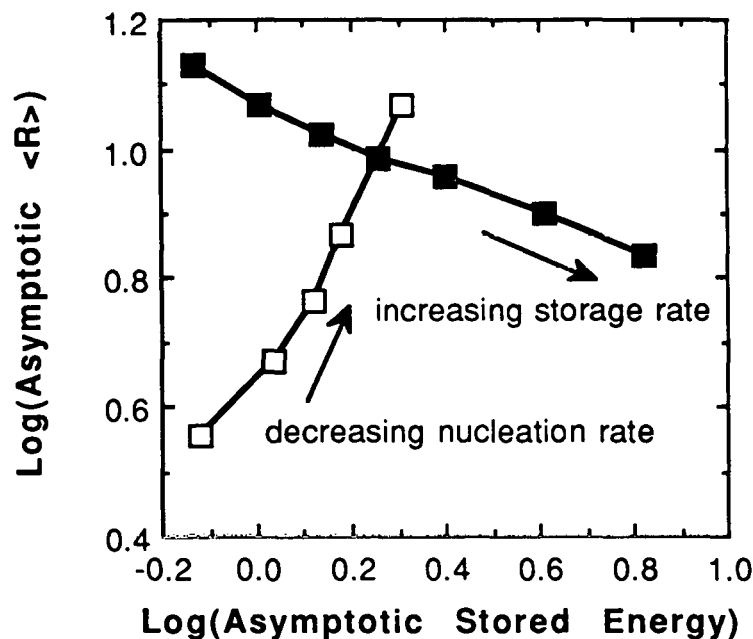 1.2
1.0
0.8
0.6
0.4
Log(Asymptotic <R>)
increasing storage rate
decreasing nucleation rate
-0.2 0.0 0.2 0.4 0.6 0.8 1.0
Log(Asymptotic Stored Energy)